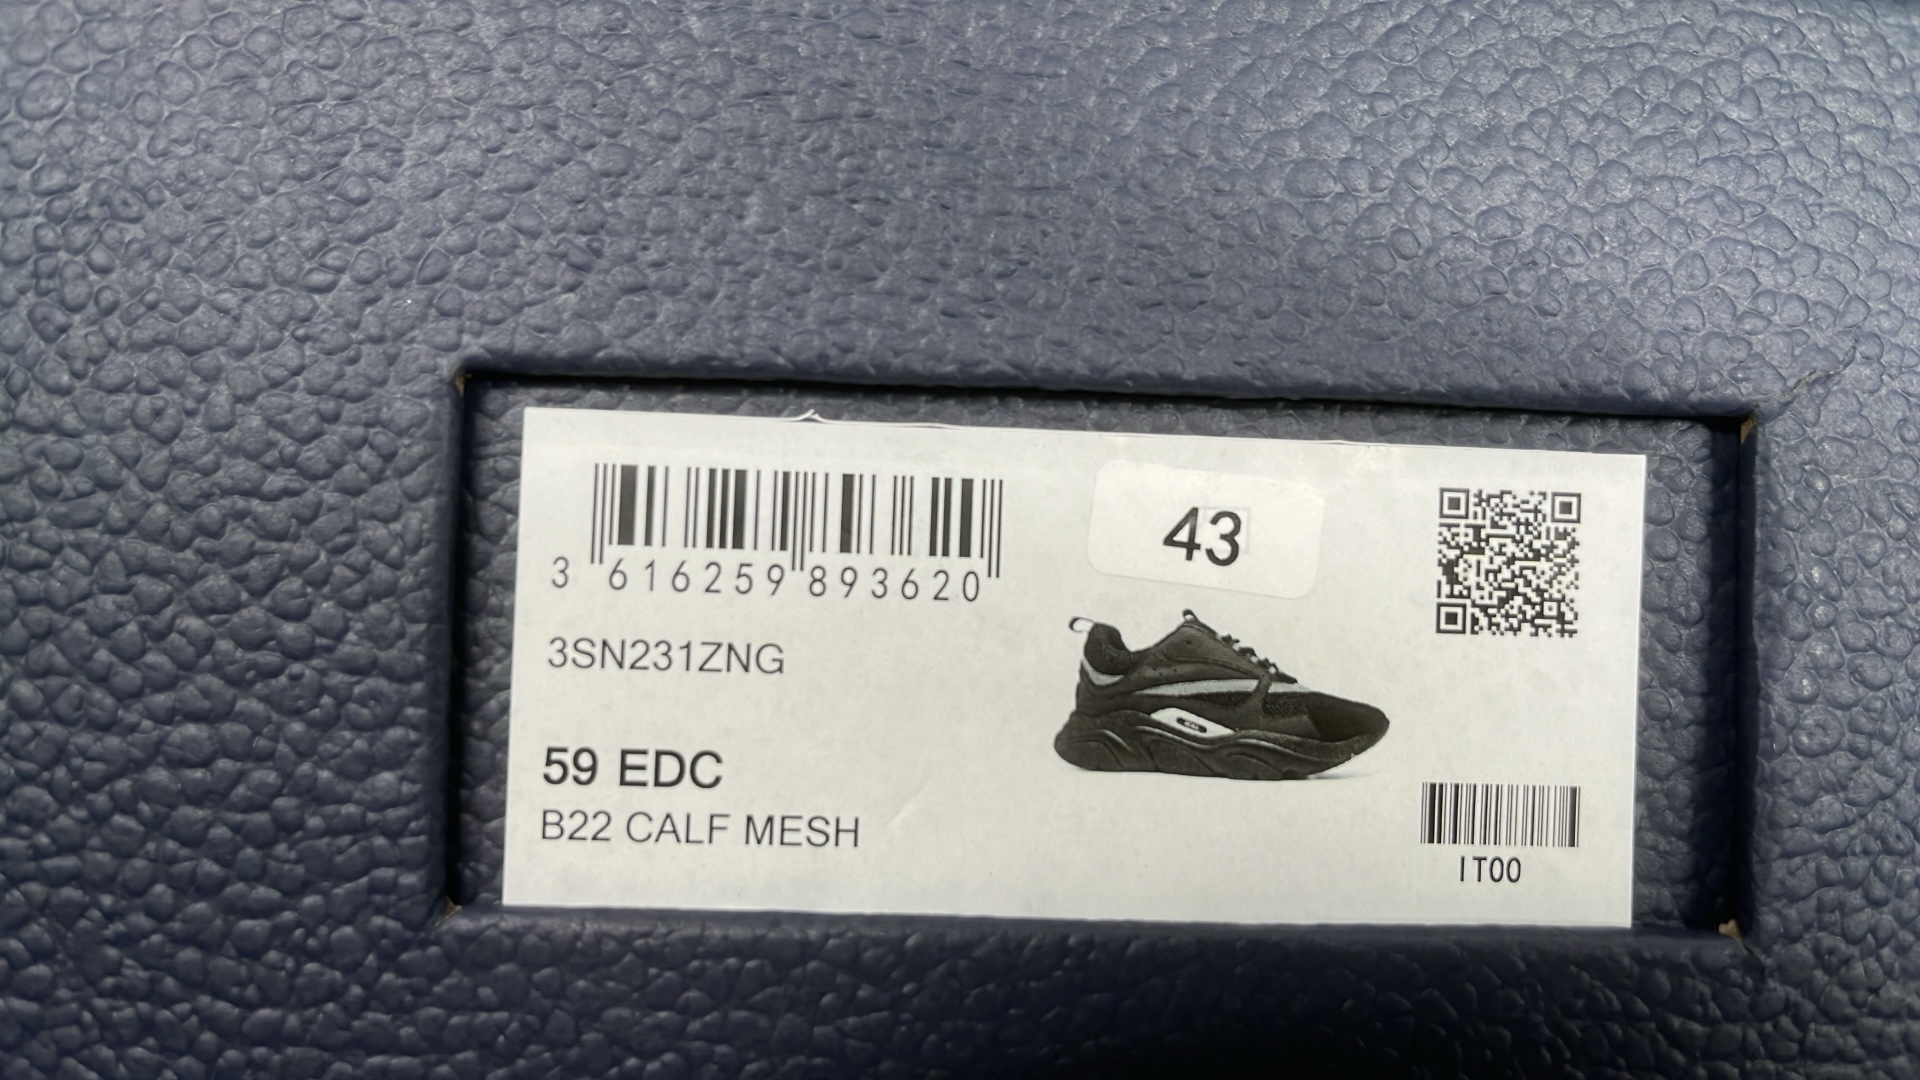 3 616259 893620
43
3SN231ZNG
59 EDC
B22 CALF MESH
IT00